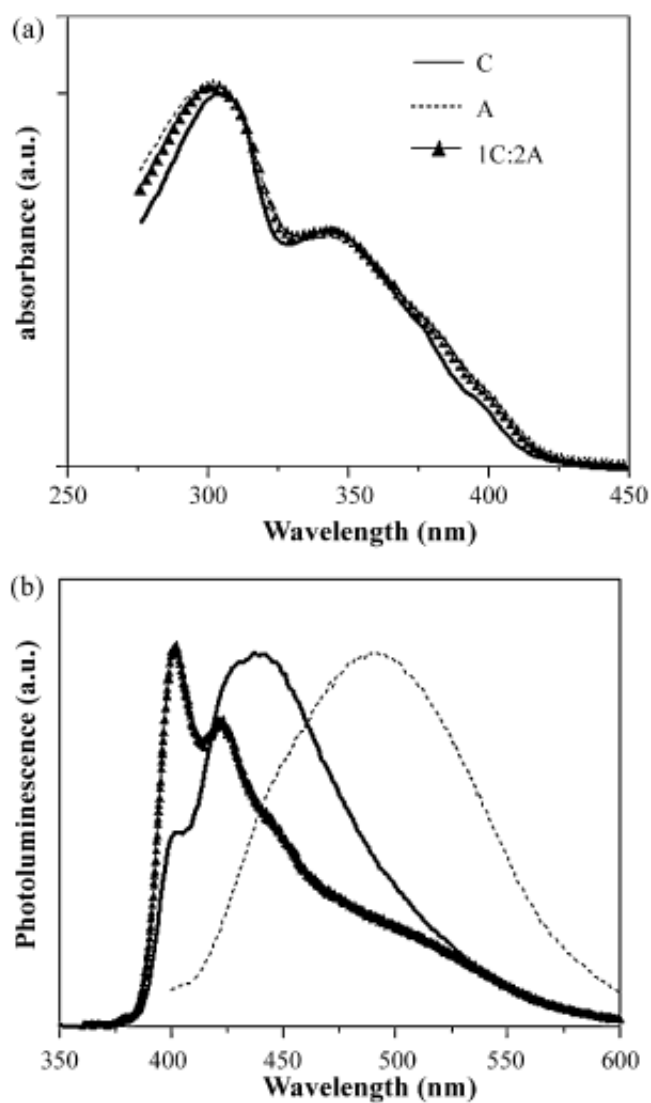 (a)
absorbance (a.u.)
C
A
1C:2A
250 300 350 400 450
Wavelength (nm)
(b)
Photoluminescence (a.u.)
350 400 450 500 550 600
Wavelength (nm)